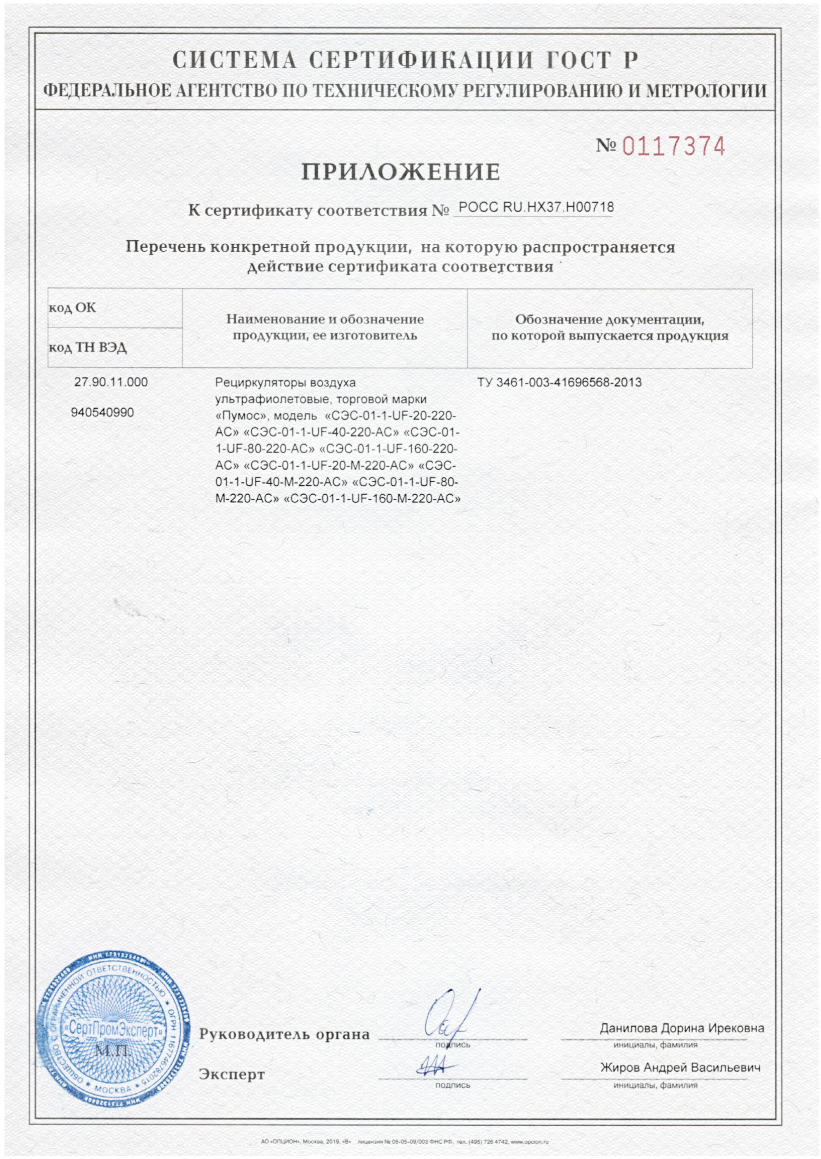 СИСТЕМА СЕРТИФИКАЦИИ ГОСТ Р
ФЕДЕРАЛЬНОЕ АГЕНТСТВО ПО ТЕХНИЧЕСКОМУ РЕГУЛИРОВАНИЮ И МЕТРОЛОГИИ
№ 0117374
ПРИЛОЖЕНИЕ
К сертификату соответствия № РОСС RU.НХ37.Н00718
Перечень конкретной продукции, на которую распространяется
действие сертификата соответствия
код ОК
код ТН ВЭД
Наименование и обозначение
продукции, ее изготовитель
Обозначение документации,
по которой выпускается продукция
27.90.11.000
940540990
Рециркуляторы воздуха
ультрафиолетовые, торговой марки
«Пумос», модель «СЭС-01-1-UF-20-220-
АС» «СЭС-01-1-UF-40-220-АС» «СЭС-01-
1-UF-80-220-АС» «СЭС-01-1-UF-160-220-
АС» «СЭС-01-1-UF-20-М-220-АС» «СЭС-
01-1-UF-40-М-220-АС» «СЭС-01-1-UF-80-
М-220-АС» «СЭС-01-1-UF-160-М-220-АС»
ТУ 3461-003-41696568-2013
ОБЩЕСТВО С ОГРАНИЧЕННОЙ ОТВЕТСТВЕННОСТЬЮ
«СертПромЭксперт»
МОСКВА
М.П.
Руководитель органа
подпись
Данилова Дорина Ирековна
инициалы, фамилия
Эксперт
подпись
Жиров Андрей Васильевич
инициалы, фамилия
АО «ОПЦИОН», Москва, 2019, «В» лицензия № 05-05-09/003 ФНС РФ, тел. (495) 726 4742, www.opcion.ru